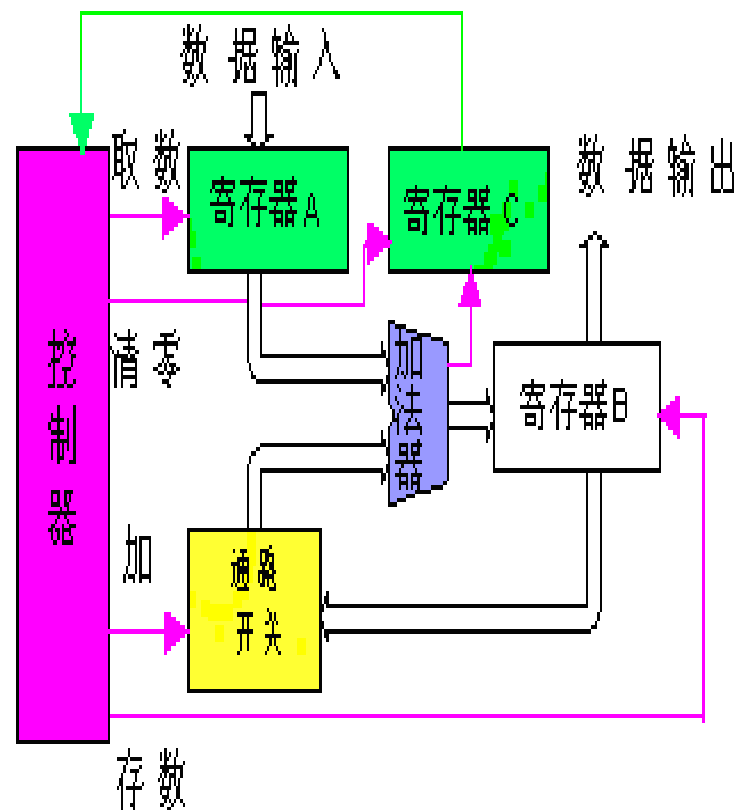 数据输入
取数
寄存器A
寄存器C
数据输出
清零
控制器
加法器
寄存器B
加
通路
开关
存数